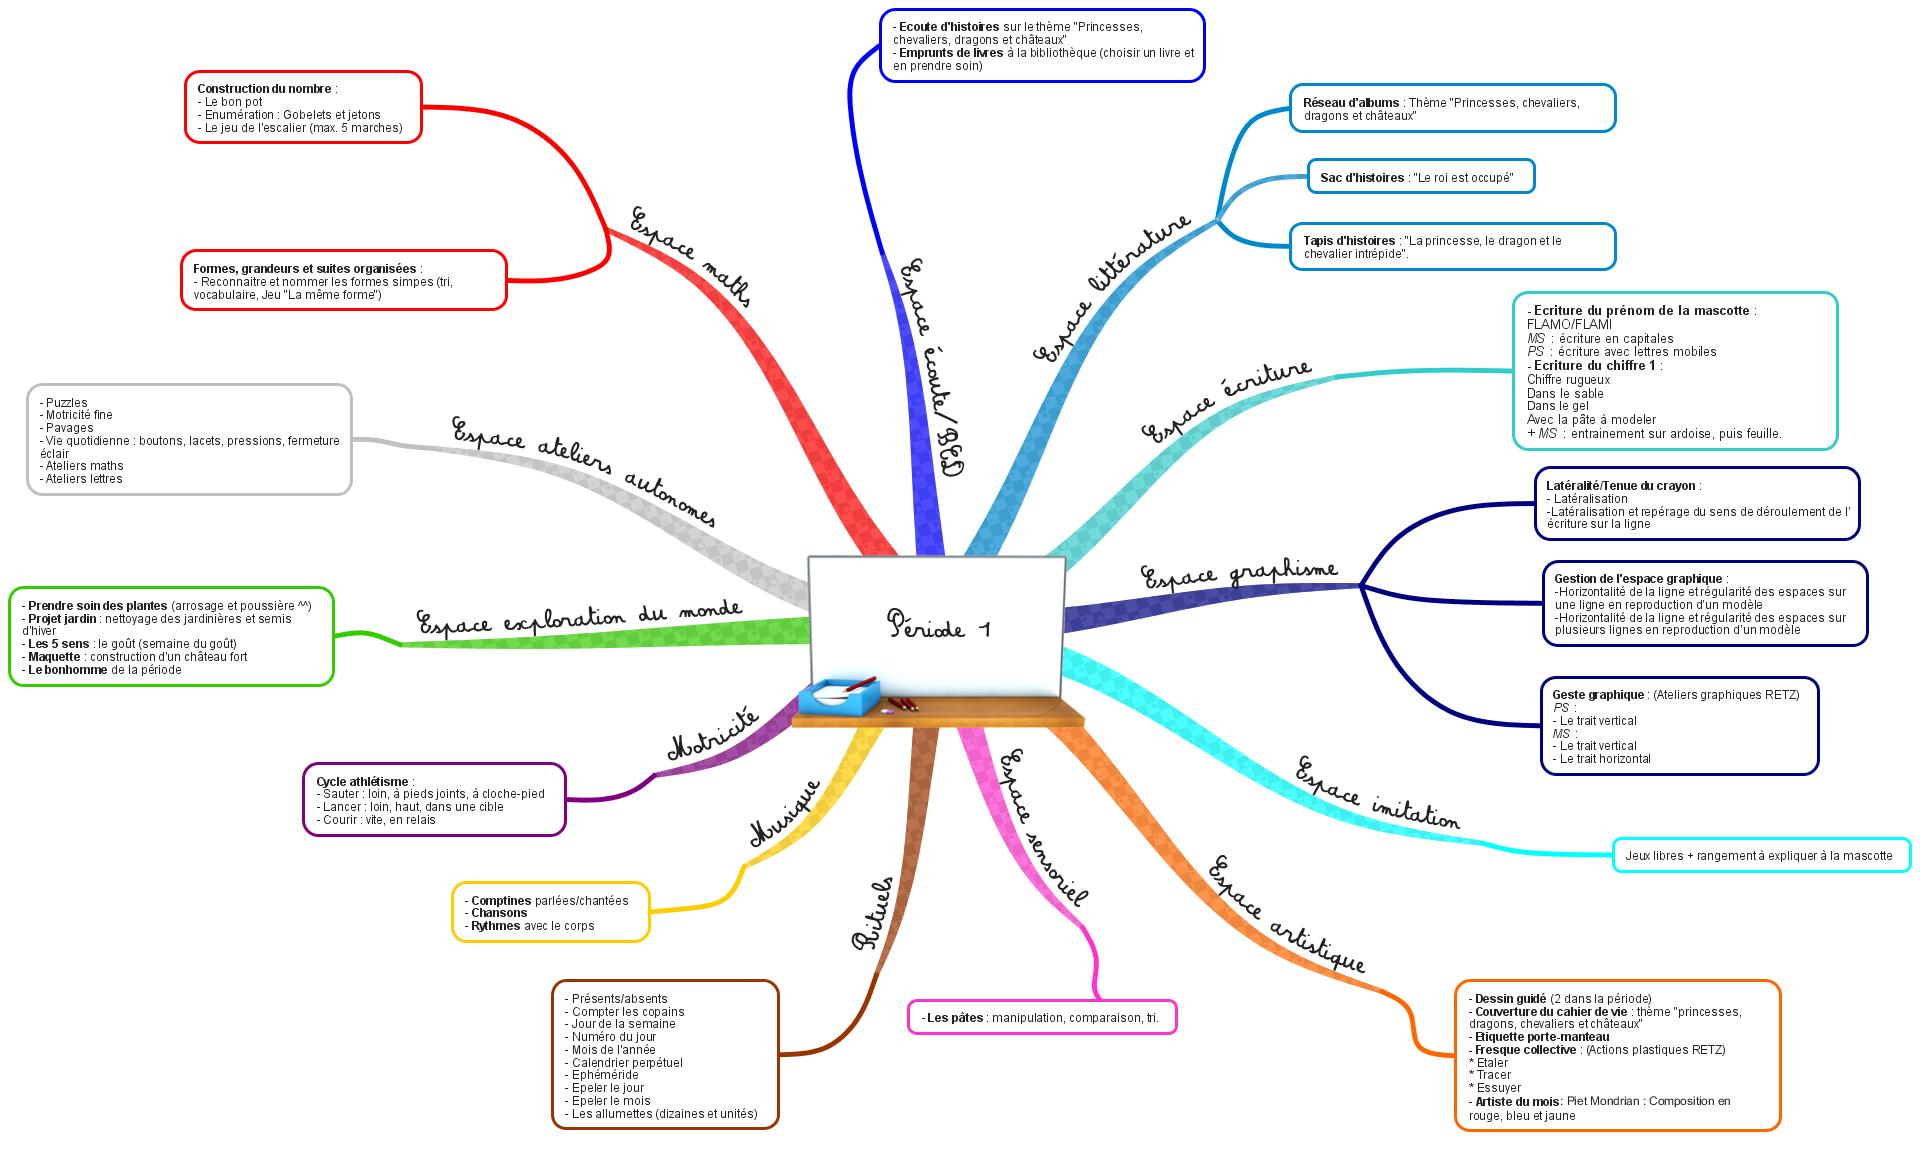 Période 1
Espace écoute/BCD
- Ecoute d'histoires sur le thème "Princesses,
chevaliers, dragons et châteaux"
- Emprunts de livres à la bibliothèque (choisir un livre et
en prendre soin)
Espace littérature
Réseau d'albums : Thème "Princesses, chevaliers,
dragons et châteaux"
Sac d'histoires : "Le roi est occupé"
Tapis d'histoires : "La princesse, le dragon et le
chevalier intrépide".
Espace écriture
- Ecriture du prénom de la mascotte :
FLAMO/FLAMI
MS : écriture en capitales
PS : écriture avec lettres mobiles
- Ecriture du chiffre 1 :
Chiffre rugueux
Dans le sable
Dans le gel
Avec la pâte à modeler
+ MS : entrainement sur ardoise, puis feuille.
Espace graphisme
Latéralité/Tenue du crayon :
- Latéralisation
-Latéralisation et repérage du sens de déroulement de l'
écriture sur la ligne
Gestion de l'espace graphique :
-Horizontalité de la ligne et régularité des espaces sur
une ligne en reproduction d'un modèle
-Horizontalité de la ligne et régularité des espaces sur
plusieurs lignes en reproduction d'un modèle
Geste graphique : (Ateliers graphiques RETZ)
PS :
- Le trait vertical
MS :
- Le trait vertical
- Le trait horizontal
Espace imitation
Jeux libres + rangement à expliquer à la mascotte
Espace artistique
- Dessin guidé (2 dans la période)
- Couverture du cahier de vie : thème "princesses,
dragons, chevaliers et châteaux"
- Etiquette porte-manteau
- Fresque collective : (Actions plastiques RETZ)
* Etaler
* Tracer
* Essuyer
- Artiste du mois: Piet Mondrian : Composition en
rouge, bleu et jaune
Espace sensoriel
- Les pâtes : manipulation, comparaison, tri.
Rituels
- Présents/absents
- Compter les copains
- Jour de la semaine
- Numéro du jour
- Mois de l'année
- Calendrier perpétuel
- Ephéméride
- Epeler le jour
- Epeler le mois
- Les allumettes (dizaines et unités)
Musique
- Comptines parlées/chantées
- Chansons
- Rythmes avec le corps
Motricité
Cycle athlétisme :
- Sauter : loin, à pieds joints, à cloche-pied
- Lancer : loin, haut, dans une cible
- Courir : vite, en relais
Espace exploration du monde
- Prendre soin des plantes (arrosage et poussière ^^)
- Projet jardin : nettoyage des jardinières et semis
d'hiver
- Les 5 sens : le goût (semaine du goût)
- Maquette : construction d'un château fort
- Le bonhomme de la période
Espace ateliers autonomes
- Puzzles
- Motricité fine
- Pavages
- Vie quotidienne : boutons, lacets, pressions, fermeture
éclair
- Ateliers maths
- Ateliers lettres
Espace maths
Construction du nombre :
- Le bon pot
- Enumération : Gobelets et jetons
- Le jeu de l'escalier (max. 5 marches)
Formes, grandeurs et suites organisées :
- Reconnaitre et nommer les formes simpes (tri,
vocabulaire, Jeu "La même forme")